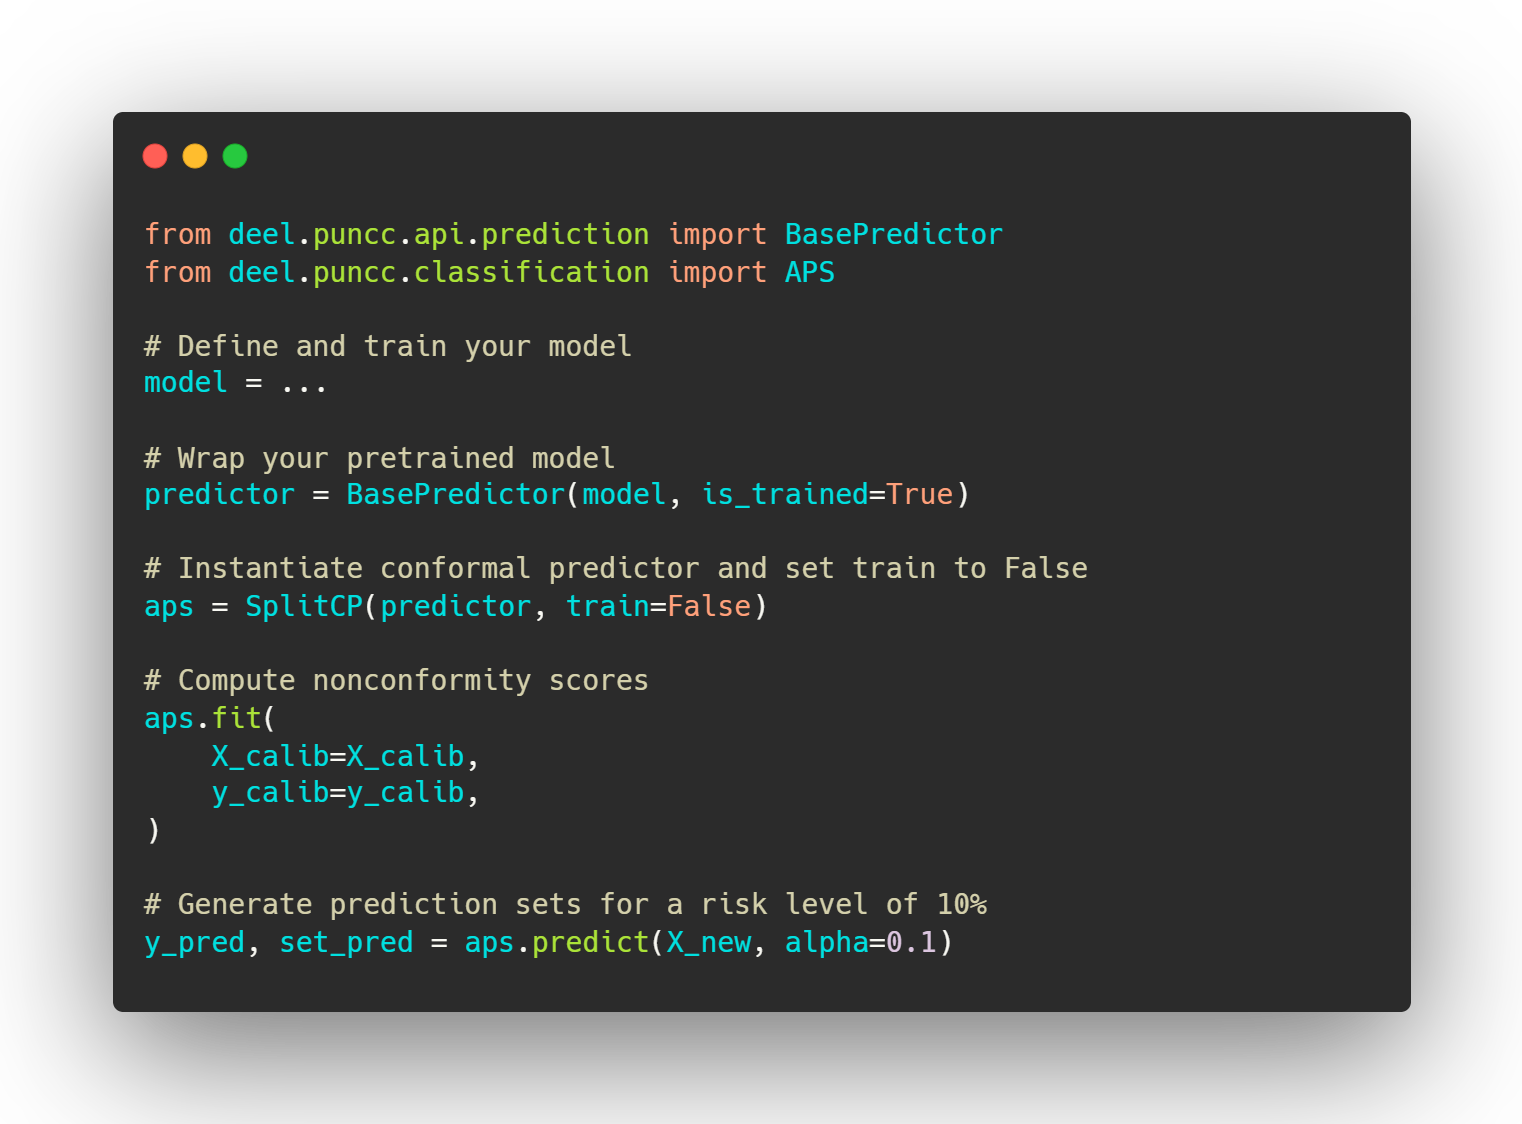 from deel.puncc.api.prediction import BasePredictor
from deel.puncc.classification import APS
# Define and train your model
model = ...
# Wrap your pretrained model
predictor = BasePredictor(model, is_trained=True)
# Instantiate conformal predictor and set train to False
aps = SplitCP(predictor, train=False)
# Compute nonconformity scores
aps.fit(
    X_calib=X_calib,
    y_calib=y_calib,
)
# Generate prediction sets for a risk level of 10%
y_pred, set_pred = aps.predict(X_new, alpha=0.1)